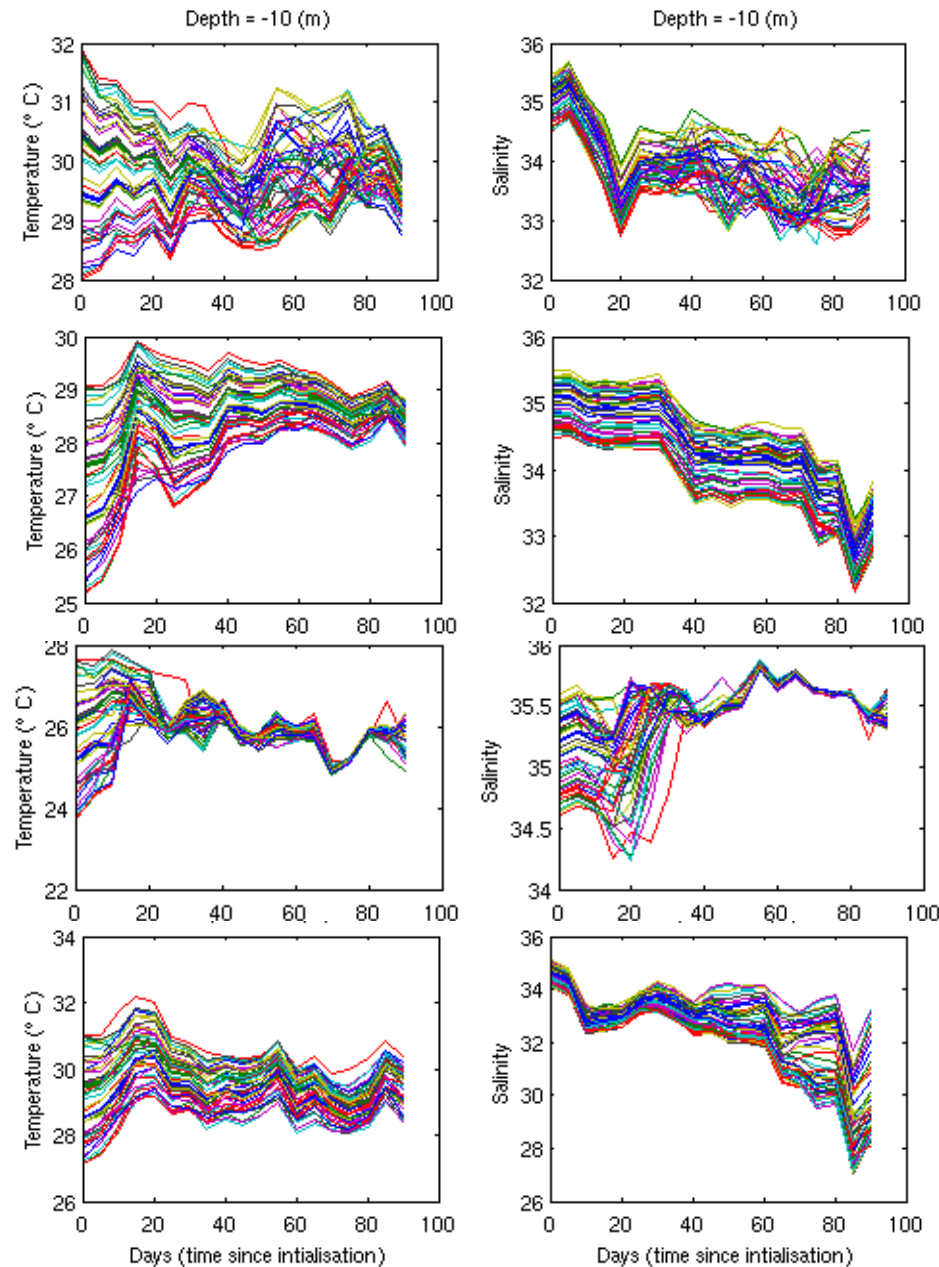 Depth = -10 (m)
Depth = -10 (m)
32
31
30
29
28
Temperature (° C)
0 20 40 60 80 100
36
35
34
33
32
Salinity
0 20 40 60 80 100
30
29
28
27
26
25
Temperature (° C)
0 20 40 60 80 100
36
35
34
33
32
Salinity
0 20 40 60 80 100
28
26
24
22
Temperature (° C)
0 20 40 60 80 100
36
35.5
35
34.5
34
Salinity
0 20 40 60 80 100
34
32
30
28
26
Temperature (° C)
0 20 40 60 80 100
Days (time since intialisation)
36
34
32
30
28
26
Salinity
0 20 40 60 80 100
Days (time since intialisation)